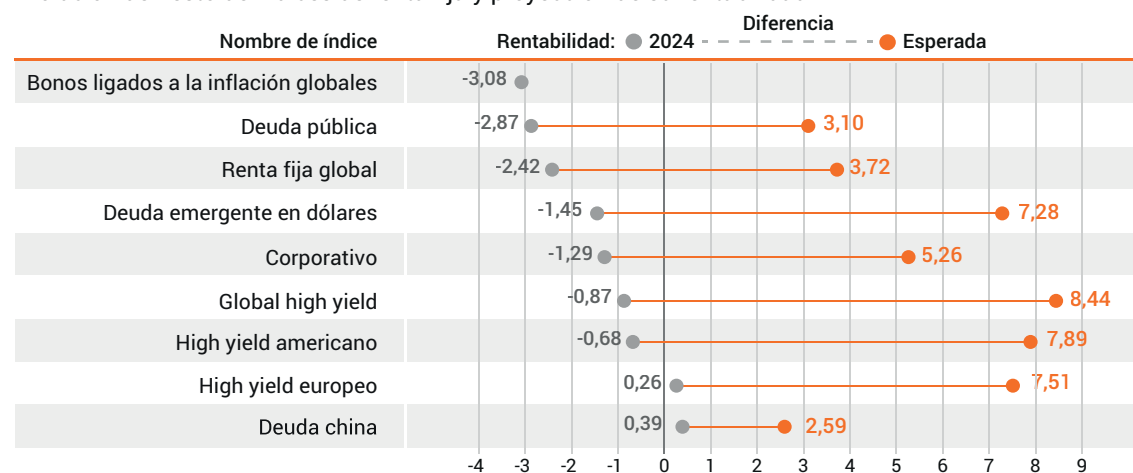 Diferencia
Nombre de índice Rentabilidad: 2024 Esperada
Bonos ligados a la inflación globales -3,08
Deuda pública -2,87 3,10
Renta fija global -2,42 3,72
Deuda emergente en dólares -1,45 7,28
Corporativo -1,29 5,26
Global high yield -0,87 8,44
High yield americano -0,68 7,89
High yield europeo 0,26 7,51
Deuda china 0,39 2,59
-4 -3 -2 -1 0 1 2 3 4 5 6 7 8 9